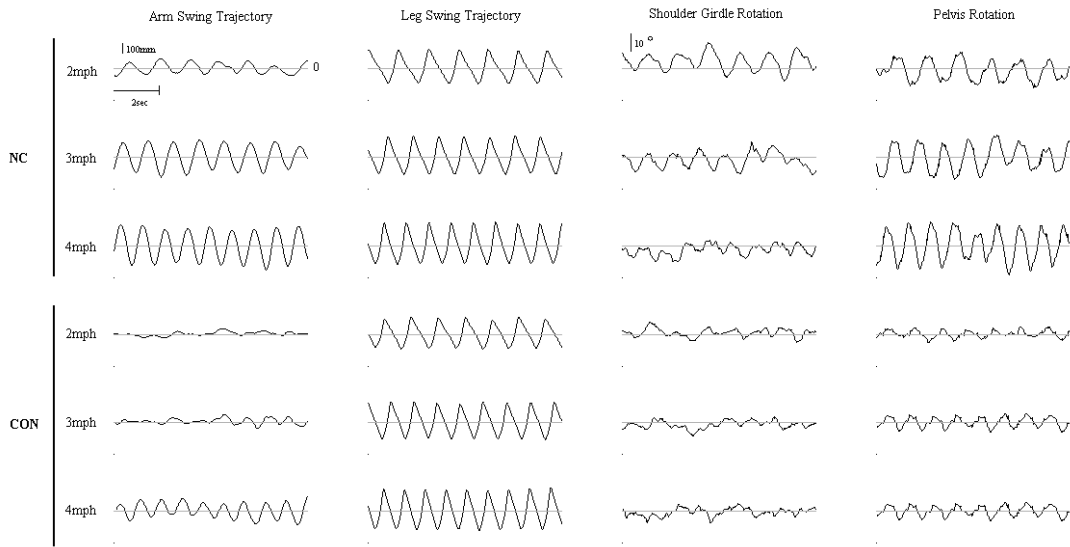 Arm Swing Trajectory Leg Swing Trajectory Shoulder Girdle Rotation Pelvis Rotation
100mm 10 °
2mph 0
2sec
NC 3mph
4mph
2mph
CON 3mph
4mph